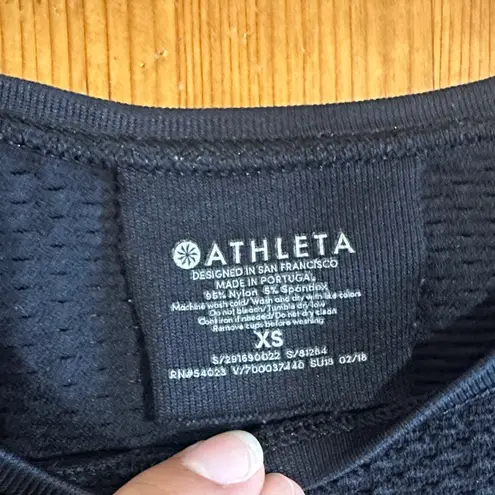 ATHLETA
DESIGNED IN SAN FRANCISCO
MADE IN PORTUGAL
95% Nylon 5% Spandex
Machine wash cold/ Wash and dry with like colors
Do not bleach/ Tumble dry low
Cool iron if needed/ Do not dry clean
Remove cups before washing
XS
S/291690022 S/81284
RN#54023 V/700037440 SU18 02/18